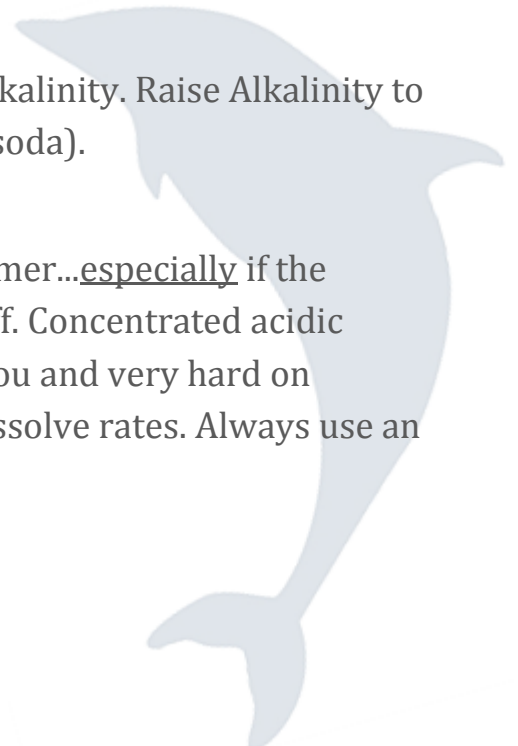 kalinity. Raise Alkalinity to
soda).
mer...especially if the
f. Concentrated acidic
ou and very hard on
ssolve rates. Always use an